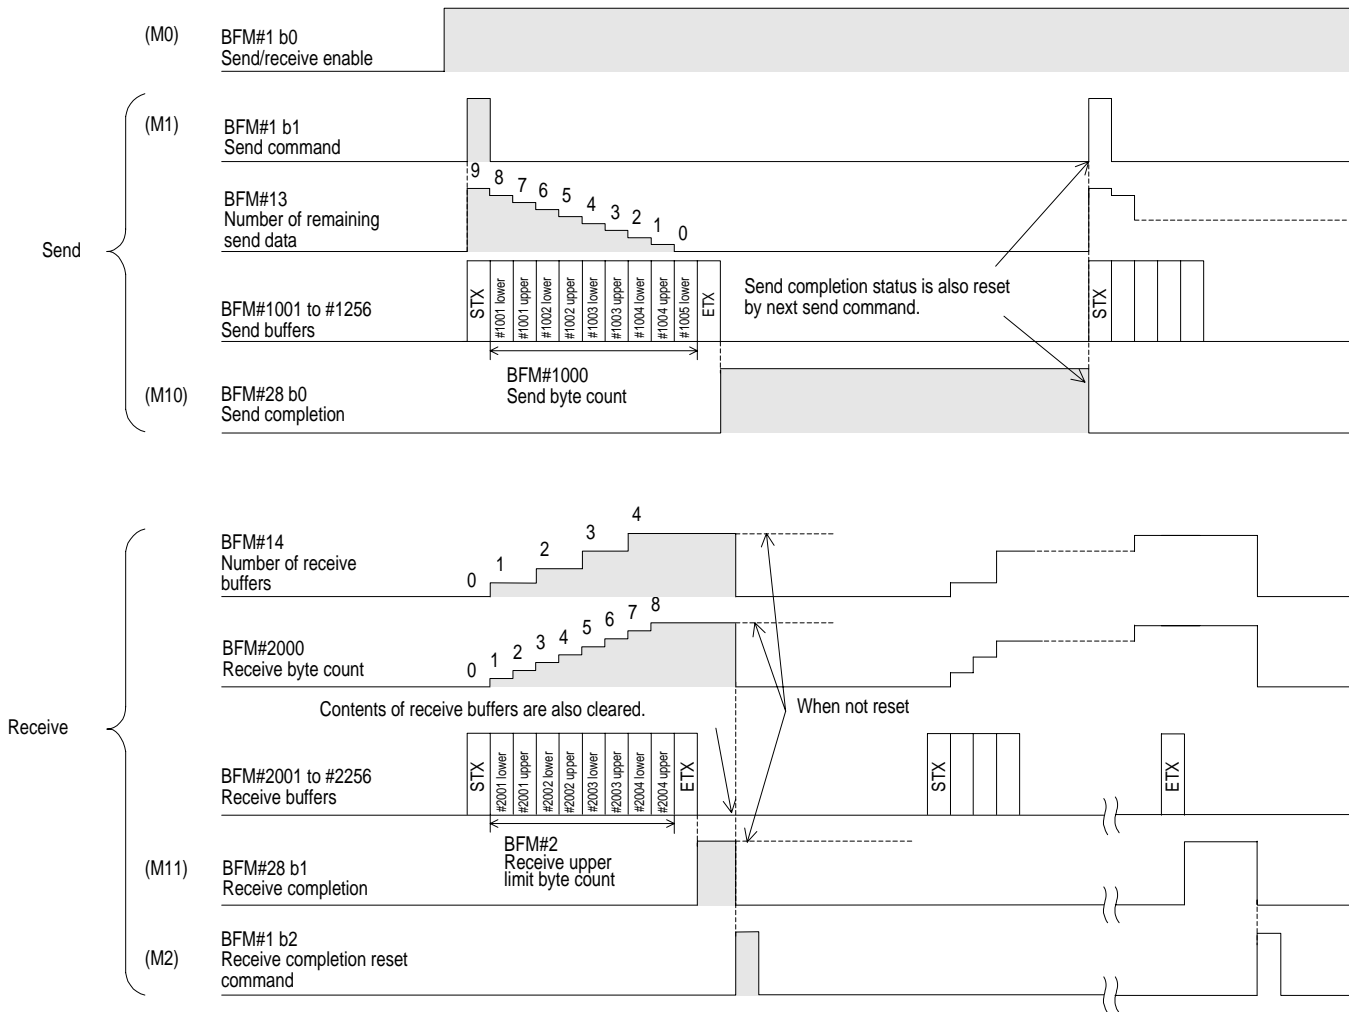 (M0)
BFM#1 b0
Send/receive enable
(M1)
BFM#1 b1
Send command
9 8 7 6 5 4 3 2 1 0
BFM#13
Number of remaining
send data
Send
STX
#1001 lower
#1001 upper
#1002 lower
#1002 upper
#1003 lower
#1003 upper
#1004 lower
#1004 upper
#1005 lower
ETX
BFM#1001 to #1256
Send buffers
Send completion status is also reset
by next send command.
STX
BFM#1000
Send byte count
(M10)
BFM#28 b0
Send completion
BFM#14
Number of receive
buffers
0 1 2 3 4
BFM#2000
Receive byte count
0 1 2 3 4 5 6 7 8
Contents of receive buffers are also cleared.
When not reset
Receive
BFM#2001 to #2256
Receive buffers
STX
#2001 lower
#2001 upper
#2002 lower
#2002 upper
#2003 lower
#2003 upper
#2004 lower
#2004 upper
ETX
STX
ETX
BFM#2
Receive upper
limit byte count
(M11)
BFM#28 b1
Receive completion
(M2)
BFM#1 b2
Receive completion reset
command